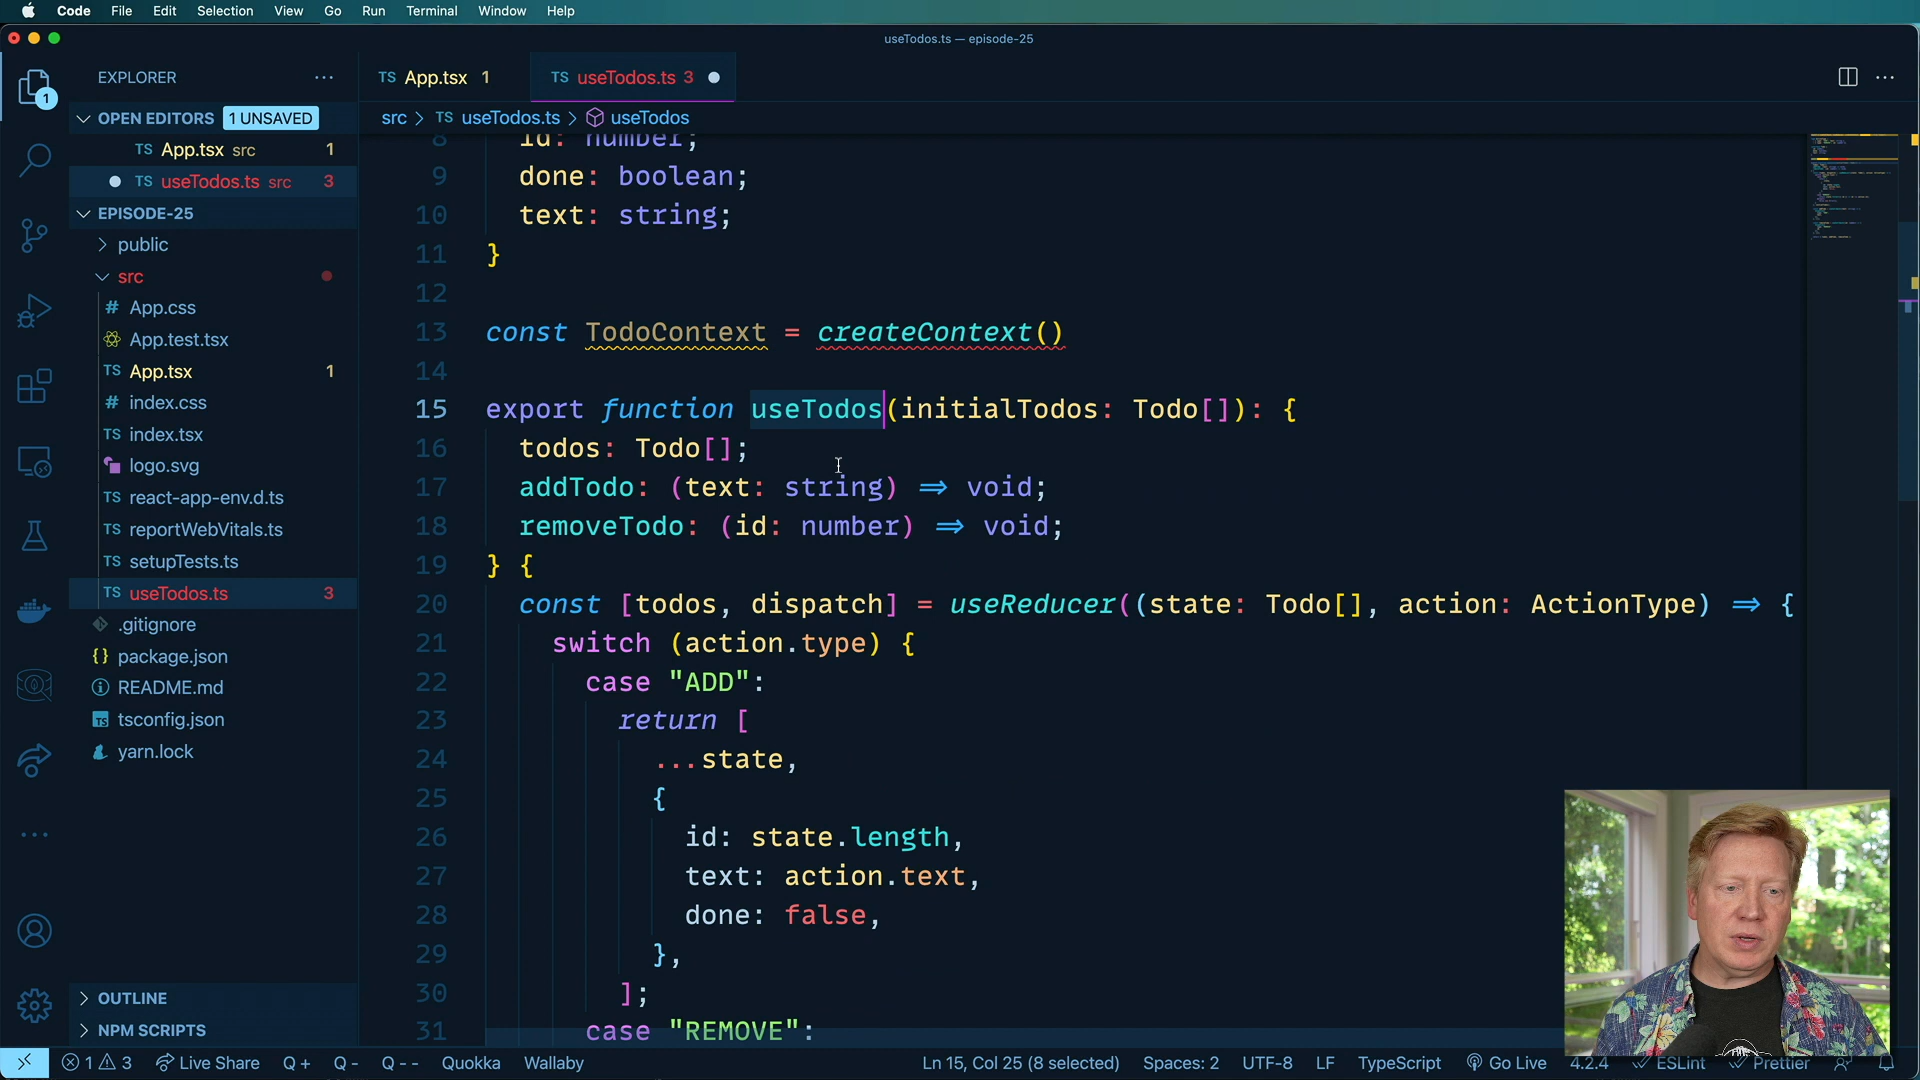 Code File Edit Selection View Go Run Terminal Window Help
useTodos.ts — episode-25
EXPLORER
OPEN EDITORS 1 UNSAVED
TS App.tsx src 1
TS useTodos.ts src 3
EPISODE-25
public
src
# App.css
App.test.tsx
TS App.tsx 1
# index.css
TS index.tsx
logo.svg
TS react-app-env.d.ts
TS reportWebVitals.ts
TS setupTests.ts
TS useTodos.ts 3
.gitignore
{} package.json
README.md
TS tsconfig.json
yarn.lock
OUTLINE
NPM SCRIPTS
1
TS App.tsx 1 TS useTodos.ts 3
src > TS useTodos.ts > useTodos
8 id: number;
9 done: boolean;
10 text: string;
11 }
12
13 const TodoContext = createContext()
14
15 export function useTodos(initialTodos: Todo[]): {
16 todos: Todo[];
17 addTodo: (text: string) => void;
18 removeTodo: (id: number) => void;
19 } {
20 const [todos, dispatch] = useReducer((state: Todo[], action: ActionType) => {
21 switch (action.type) {
22 case "ADD":
23 return [
24 ...state,
25 {
26 id: state.length,
27 text: action.text,
28 done: false,
29 },
30 ];
31 case "REMOVE":
1 3 Live Share Q + Q - Q - - Quokka Wallaby Ln 15, Col 25 (8 selected) Spaces: 2 UTF-8 LF TypeScript Go Live 4.2.4 ESLint Prettier